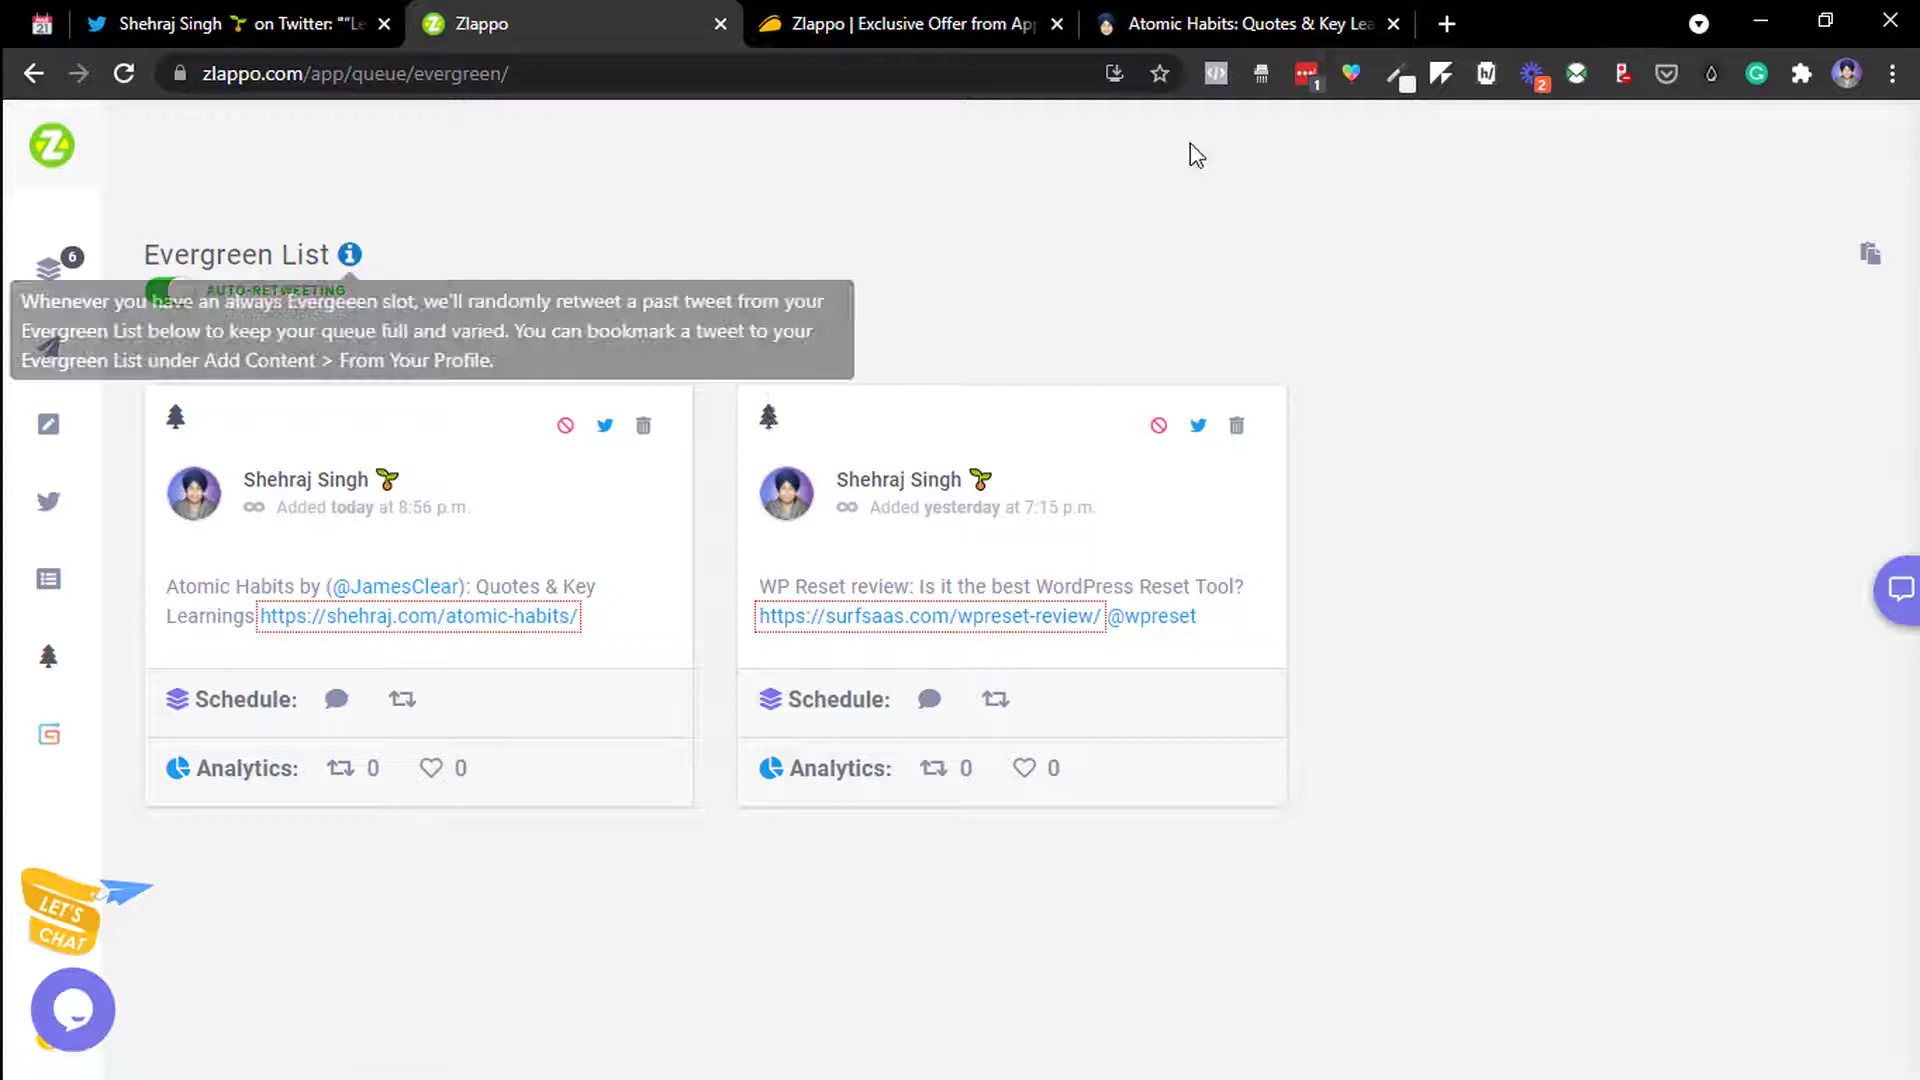 21
Shehraj Singh 🌱 on Twitter: "“Le
Zlappo
Zlappo | Exclusive Offer from App
Atomic Habits: Quotes & Key Lea
zlappo.com/app/queue/evergreen/
1
2
Z
6
Evergreen List i
AUTO-RETWEETING
Whenever you have an always Evergeeen slot, we'll randomly retweet a past tweet from your
Evergreen List below to keep your queue full and varied. You can bookmark a tweet to your
Evergreen List under Add Content > From Your Profile.
Shehraj Singh 🌱
Added today at 8:56 p.m.
Atomic Habits by (@JamesClear): Quotes & Key
Learnings https://shehraj.com/atomic-habits/
Schedule:
Analytics: 0 0
Shehraj Singh 🌱
Added yesterday at 7:15 p.m.
WP Reset review: Is it the best WordPress Reset Tool?
https://surfsaas.com/wpreset-review/ @wpreset
Schedule:
Analytics: 0 0
LET'S
CHAT